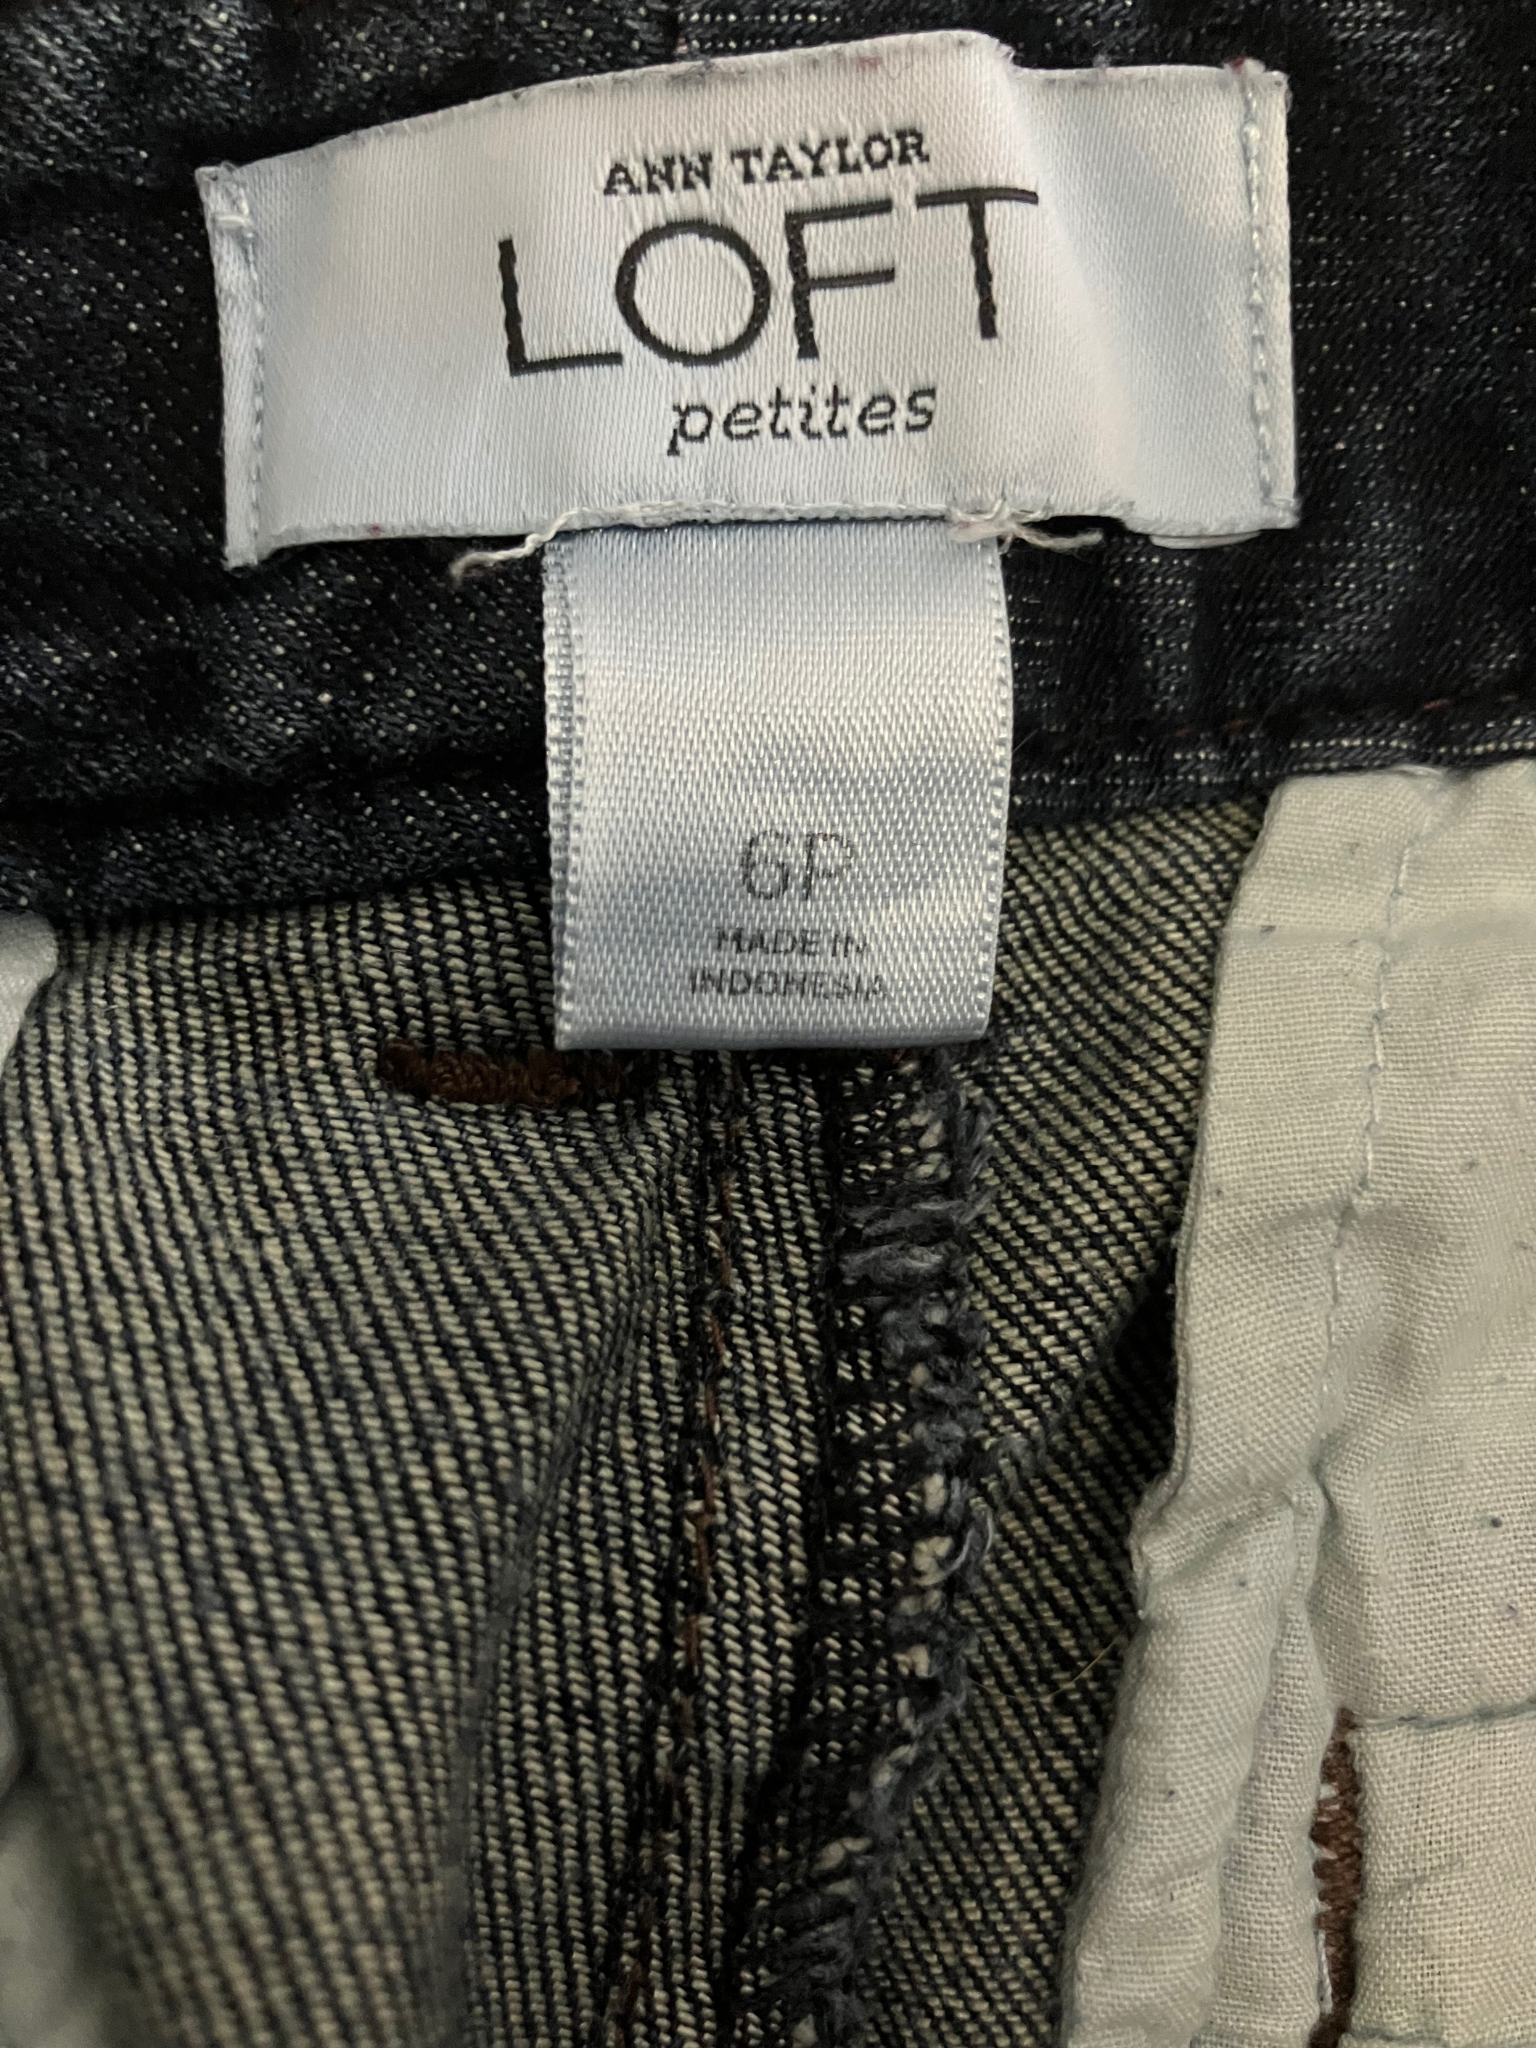 ANN TAYLOR
LOFT
petites
6P
MADE IN
INDONESIA